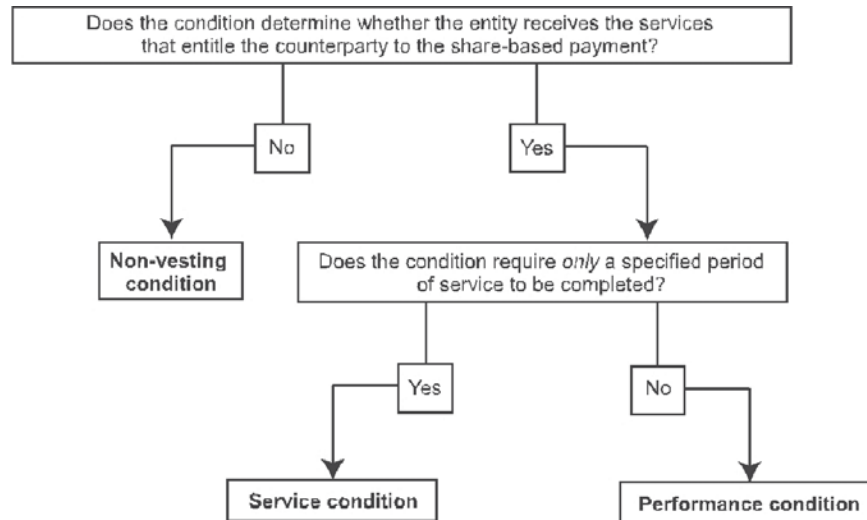 Does the condition determine whether the entity receives the services
that entitle the counterparty to the share-based payment?
No
Yes
Non-vesting
condition
Does the condition require only a specified period
of service to be completed?
Yes
No
Service condition
Performance condition